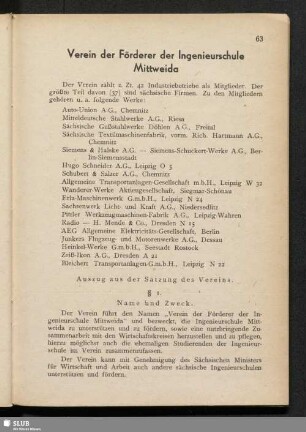 63
Verein der Förderer der Ingenieurschule
Mittweida
Der Verein zählt z. Zt. 42 Industriebetriebe als Mitglieder. Der
größte Teil davon (37) sind sächsische Firmen. Zu den Mitgliedern
gehören u. a. folgende Werke:
Auto-Union A.G., Chemnitz
Mitteldeutsche Stahlwerke A.G., Riesa
Sächsische Gußstahlwerke Döhlen A.G., Freital
Sächsische Textilmaschinenfabrik, vorm. Rich. Hartmann A.G.,
Chemnitz
Siemens & Halske A.G. — Siemens-Schuckert-Werke A.G., Ber-
lin-Siemensstadt
Hugo Schneider A.G., Leipzig O 5
Schubert & Salzer A.G., Chemnitz
Allgemeine Transportanlagen-Gesellschaft m.b.H., Leipzig W 32
Wanderer-Werke Aktiengesellschaft, Siegmar-Schönau
Erla-Maschinenwerk G.m.b.H., Leipzig N 24
Sachsenwerk Licht- und Kraft A.G., Niedersedlitz
Pittler Werkzeugmaschinen-Fabrik A.G., Leipzig-Wahren
Radio — H. Mende & Co., Dresden N 15
AEG Allgemeine Elektricitäts-Gesellschaft, Berlin
Junkers Flugzeug- und Motorenwerke A.G., Dessau
Heinkel-Werke G.m.b.H., Seestadt Rostock
Zeiß-Ikon A.G., Dresden A 21
Bleichert Transportanlagen-G.m.b.H., Leipzig N 22
Auszug aus der Satzung des Vereins.
§ 1.
Name und Zweck.
Der Verein führt den Namen „Verein der Förderer der In-
genieurschule Mittweida“ und bezweckt, die Ingenieurschule Mitt-
weida zu unterstützen und zu fördern, sowie eine nutzbringende Zu-
sammenarbeit mit den Wirtschaftskreisen herzustellen und zu pflegen,
hierzu möglichst auch die ehemaligen Studierenden der Ingenieur-
schule im Verein zusammenzufassen.
Der Verein kann mit Genehmigung des Sächsischen Ministers
für Wirtschaft und Arbeit auch andere sächsische Ingenieurschulen
unterstützen und fördern.
SLUB